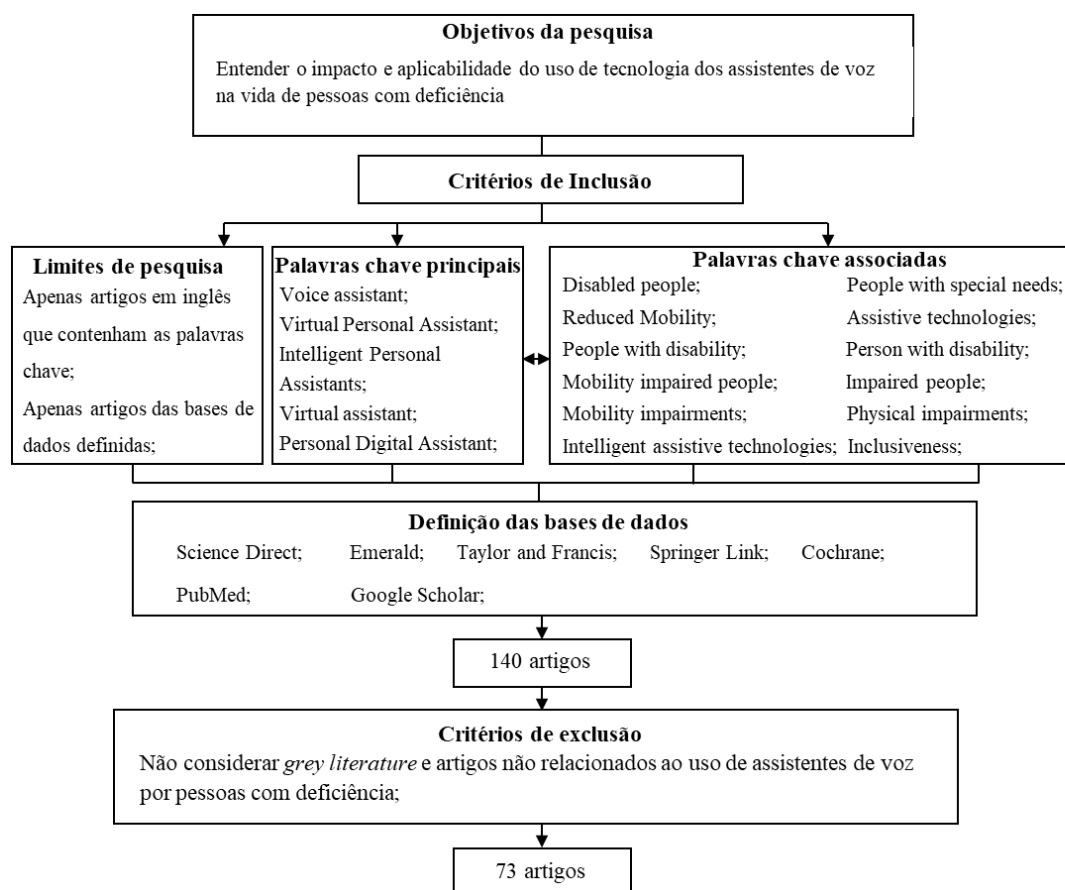 Objetivos da pesquisa
Entender o impacto e aplicabilidade do uso de tecnologia dos assistentes de voz
na vida de pessoas com deficiência
Critérios de Inclusão
Limites de pesquisa
Apenas artigos em inglês
que contenham as palavras
chave;
Apenas artigos das bases de
dados definidas;
Palavras chave principais
Voice assistant;
Virtual Personal Assistant;
Intelligent Personal
Assistants;
Virtual assistant;
Personal Digital Assistant;
Palavras chave associadas
Disabled people; People with special needs;
Reduced Mobility; Assistive technologies;
People with disability; Person with disability;
Mobility impaired people; Impaired people;
Mobility impairments; Physical impairments;
Intelligent assistive technologies; Inclusiveness;
Definição das bases de dados
Science Direct; Emerald; Taylor and Francis; Springer Link; Cochrane;
PubMed; Google Scholar;
140 artigos
Critérios de exclusão
Não considerar grey literature e artigos não relacionados ao uso de assistentes de voz
por pessoas com deficiência;
73 artigos